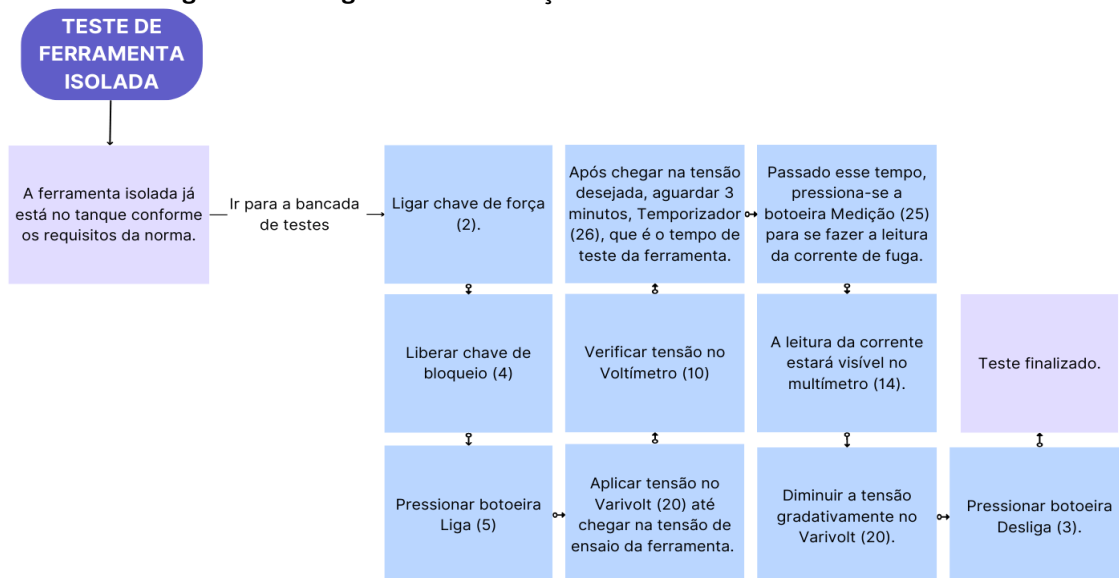 TESTE DE
FERRAMENTA
ISOLADA
A ferramenta isolada já
está no tanque conforme
os requisitos da norma.
Ir para a bancada
de testes
Ligar chave de força
(2).
Liberar chave de
bloqueio (4)
Pressionar botoeira
Liga (5)
Aplicar tensão no
Varivolt (20) até
chegar na tensão de
ensaio da ferramenta.
Verificar tensão no
Voltímetro (10)
Após chegar na tensão
desejada, aguardar 3
minutos, Temporizador
(26), que é o tempo de
teste da ferramenta.
Passado esse tempo,
pressiona-se a
botoeira Medição (25)
para se fazer a leitura
da corrente de fuga.
A leitura da corrente
estará visível no
multímetro (14).
Diminuir a tensão
gradativamente no
Varivolt (20).
Pressionar botoeira
Desliga (3).
Teste finalizado.